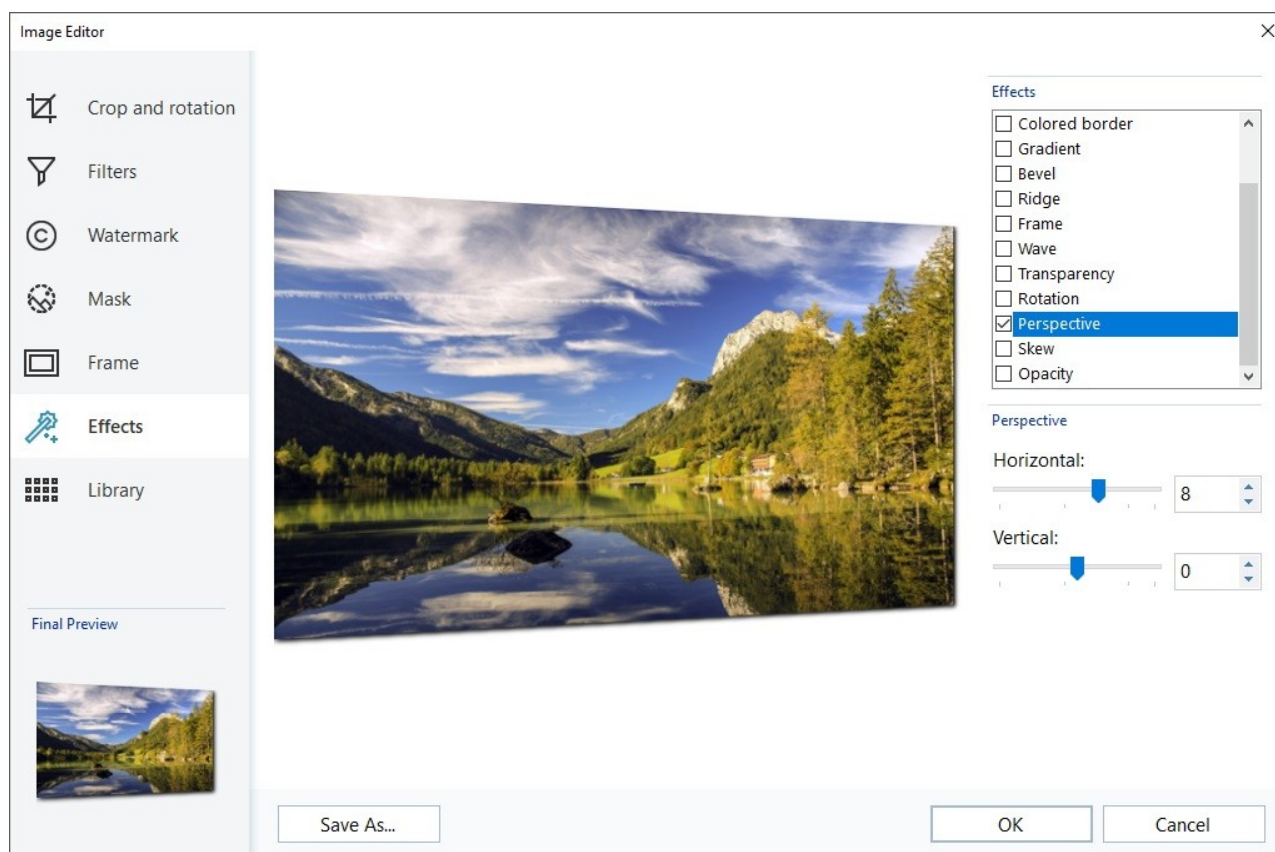 Image Editor
Crop and rotation
Filters
Watermark
Mask
Frame
Effects
Library
Final Preview
Effects
Colored border
Gradient
Bevel
Ridge
Frame
Wave
Transparency
Rotation
Perspective
Skew
Opacity
Perspective
Horizontal:
8
Vertical:
0
Save As...
OK
Cancel